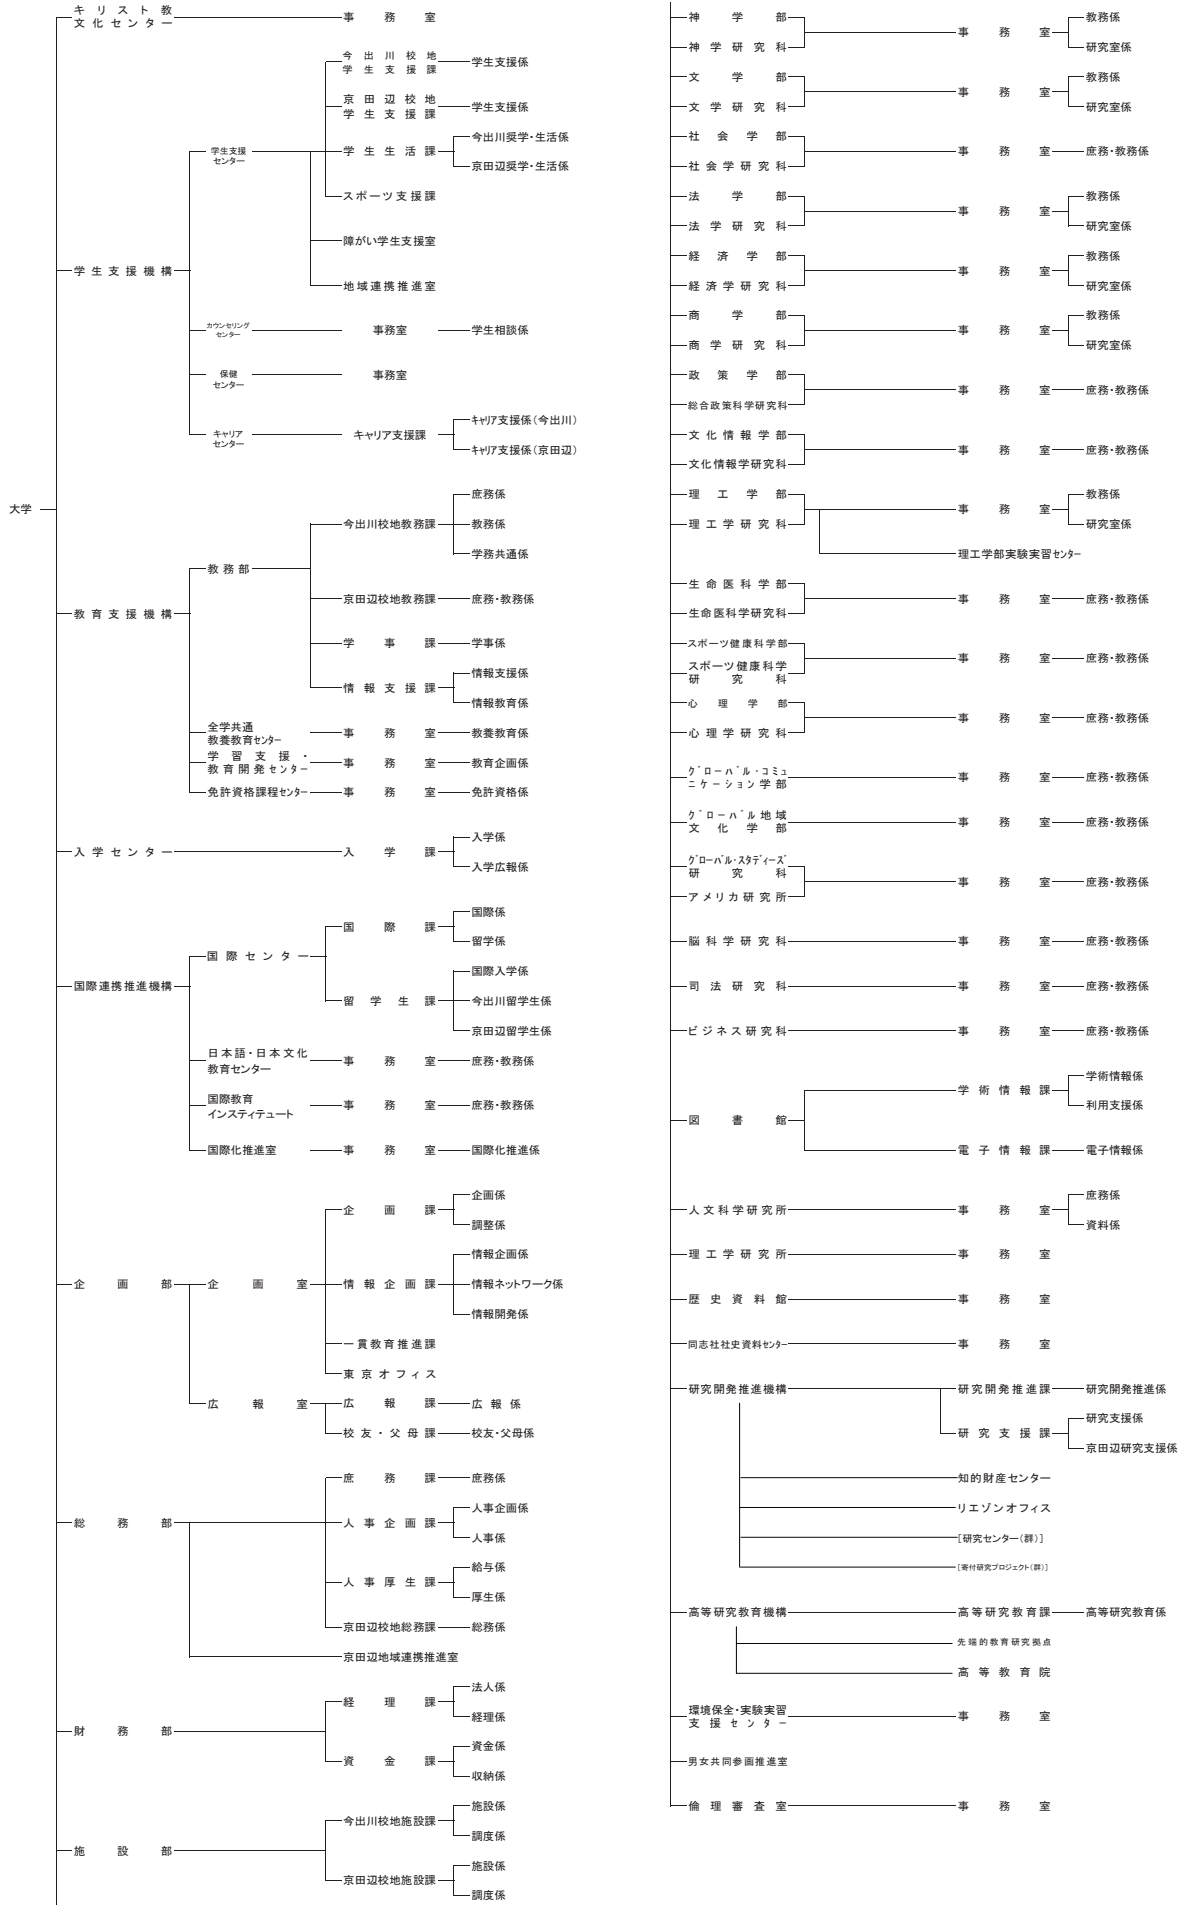 キリスト教
文化センター
事務室
今出川校地
学生支援課
学生支援係
京田辺校地
学生支援課
学生支援係
今出川奨学・生活係
学生支援
センター
学生生活課
京田辺奨学・生活係
スポーツ支援課
障がい学生支援室
学生支援機構
地域連携推進室
カウンセリング
センター
事務室
学生相談係
保健
センター
事務室
キャリア支援係(今出川)
キャリア
センター
キャリア支援課
キャリア支援係(京田辺)
大学
庶務係
今出川校地教務課
教務係
学務共通係
教務部
京田辺校地教務課
庶務・教務係
教育支援機構
学事課
学事係
情報支援係
情報支援課
情報教育係
全学共通
教養教育センター
事務室
教養教育係
学習支援・
教育開発センター
事務室
教育企画係
免許資格課程センター
事務室
免許資格係
入学係
入学センター
入学課
入学広報係
国際係
国際課
留学係
国際センター
国際入学係
国際連携推進機構
留学生課
今出川留学生係
京田辺留学生係
日本語・日本文化
教育センター
事務室
庶務・教務係
国際教育
インスティテュート
事務室
庶務・教務係
国際化推進室
事務室
国際化推進係
企画係
企画課
調整係
情報企画係
企画部
企画室
情報企画課
情報ネットワーク係
情報開発係
一貫教育推進課
東京オフィス
広報室
広報課
広報係
校友・父母課
校友・父母係
庶務課
庶務係
人事企画係
総務部
人事企画課
人事係
給与係
人事厚生課
厚生係
京田辺校地総務課
総務係
京田辺地域連携推進室
法人係
経理課
経理係
財務部
資金係
資金課
収納係
施設係
今出川校地施設課
調度係
施設部
施設係
京田辺校地施設課
調度係
神学部
教務係
事務室
神学研究科
研究室係
文学部
教務係
事務室
文学研究科
研究室係
社会学部
事務室
庶務・教務係
社会学研究科
法学部
教務係
事務室
法学研究科
研究室係
経済学部
教務係
事務室
経済学研究科
研究室係
商学部
教務係
事務室
商学研究科
研究室係
政策学部
事務室
庶務・教務係
総合政策科学研究科
文化情報学部
事務室
庶務・教務係
文化情報学研究科
理工学部
教務係
事務室
理工学研究科
研究室係
理工学部実験実習センター
生命医科学部
事務室
庶務・教務係
生命医科学研究科
スポーツ健康科学部
事務室
庶務・教務係
スポーツ健康科学
研究科
心理学部
事務室
庶務・教務係
心理学研究科
グローバル・コミュ
ニケーション学部
事務室
庶務・教務係
グローバル地域
文化学部
事務室
庶務・教務係
グローバル・スタディーズ
研究科
事務室
庶務・教務係
アメリカ研究所
脳科学研究科
事務室
庶務・教務係
司法研究科
事務室
庶務・教務係
ビジネス研究科
事務室
庶務・教務係
学術情報係
学術情報課
利用支援係
図書館
電子情報課
電子情報係
庶務係
人文科学研究所
事務室
資料係
理工学研究所
事務室
歴史資料館
事務室
同志社社史資料センター
事務室
研究開発推進機構
研究開発推進課
研究開発推進係
研究支援係
研究支援課
京田辺研究支援係
知的財産センター
リエゾンオフィス
[研究センター(群)]
[寄付研究プロジェクト(群)]
高等研究教育機構
高等研究教育課
高等研究教育係
先端的教育研究拠点
高等教育院
環境保全・実験実習
支援センター
事務室
男女共同参画推進室
倫理審査室
事務室